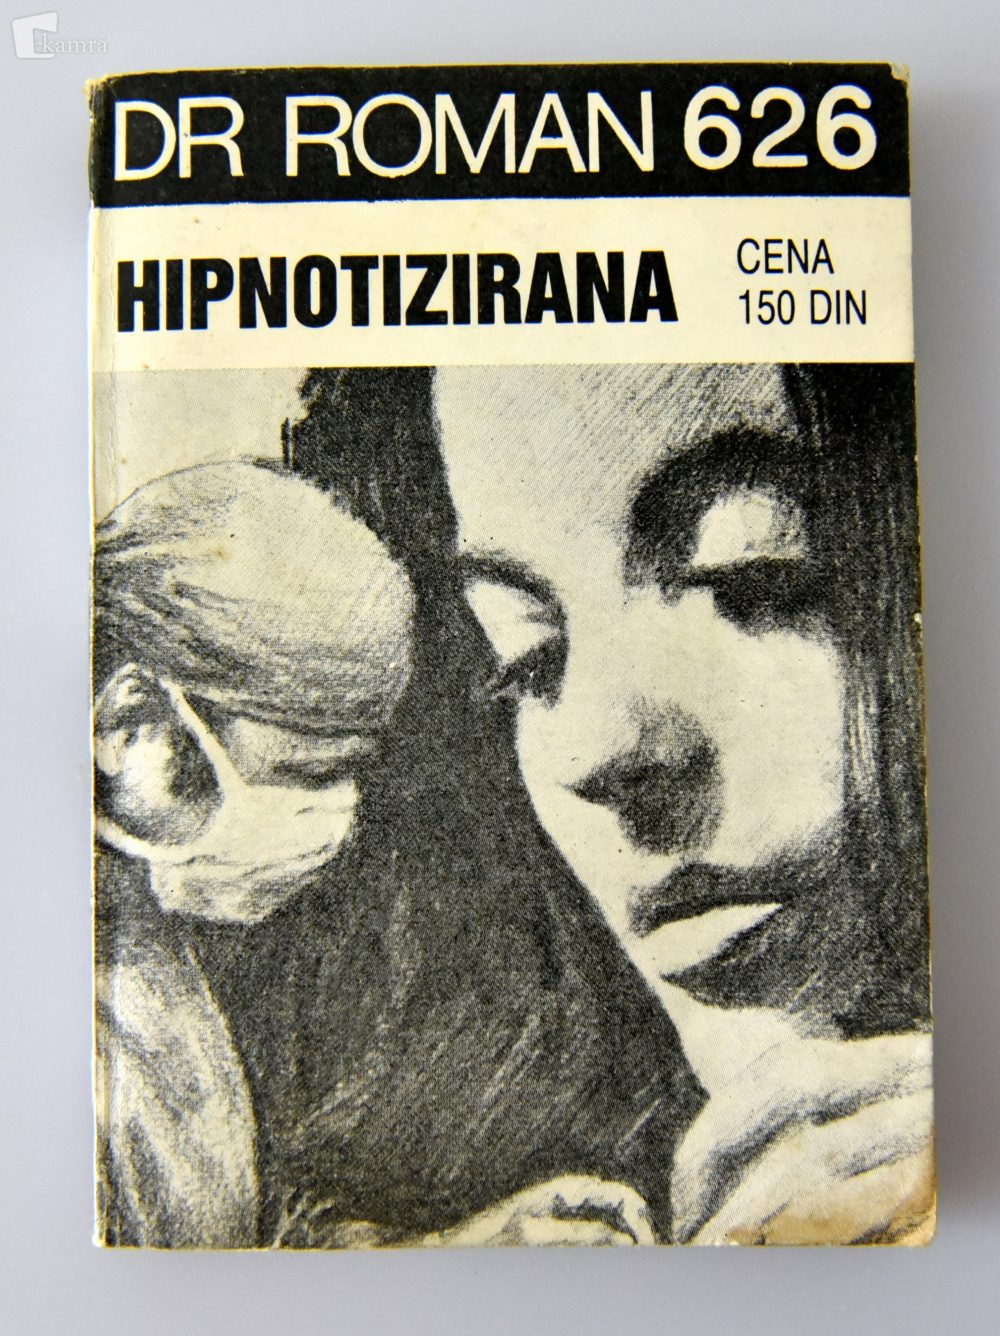 kamra
DR ROMAN 626
HIPNOTIZIRANA
CENA
150 DIN